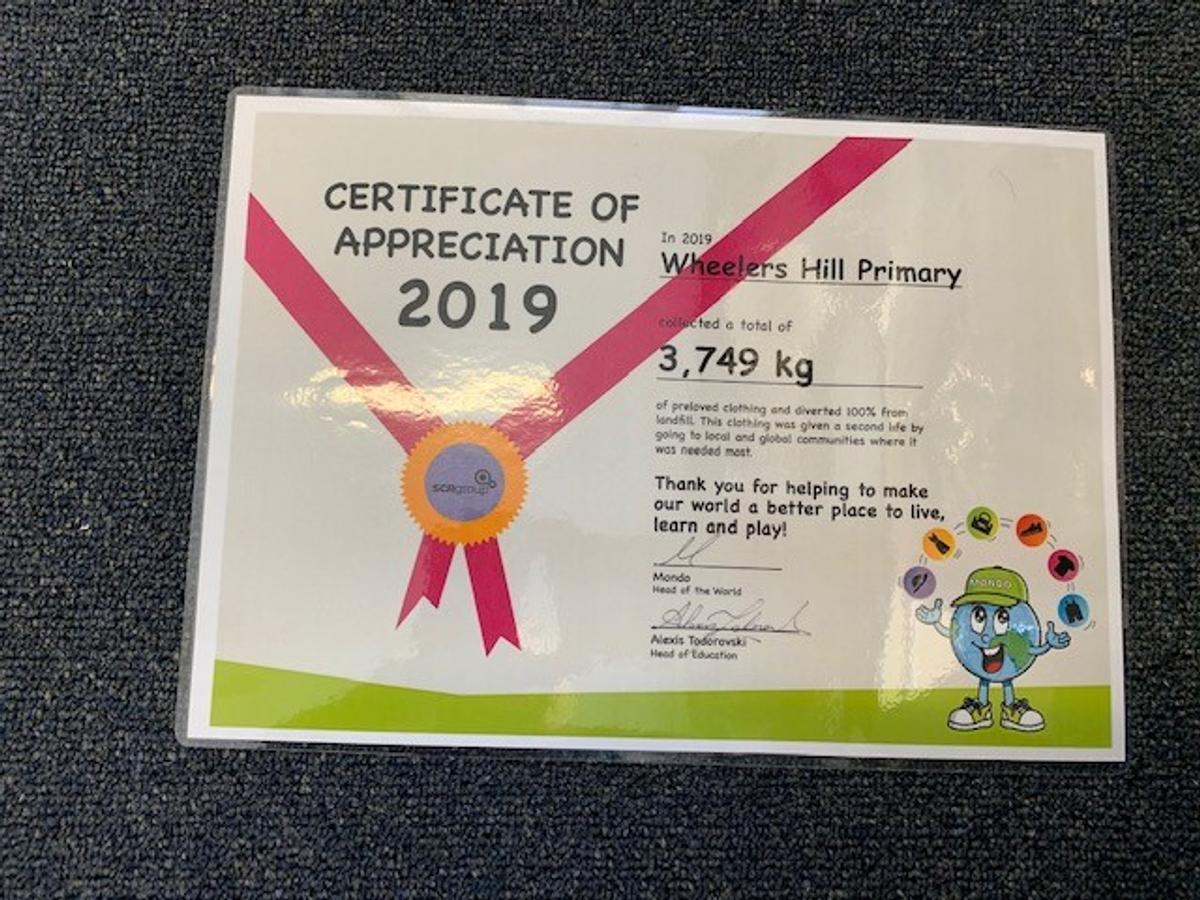 CERTIFICATE OF
APPRECIATION
2019
SCRgroup
In 2019
Wheelers Hill Primary
collected a total of
3,749 kg
of preloved clothing and diverted 100% from
landfill. This clothing was given a second life by
going to local and global communities where it
was needed most.
Thank you for helping to make
our world a better place to live,
learn and play!
Mondo
Head of the World
Alexis Todorovski
Head of Education
MONDO